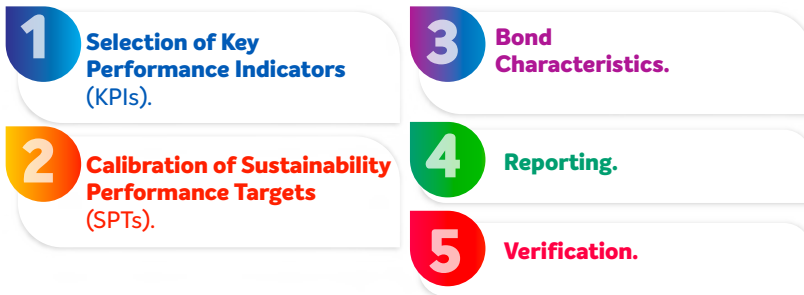 1
Selection of Key
Performance Indicators
(KPIs).
2
Calibration of Sustainability
Performance Targets
(SPTs).
3
Bond
Characteristics.
4
Reporting.
5
Verification.